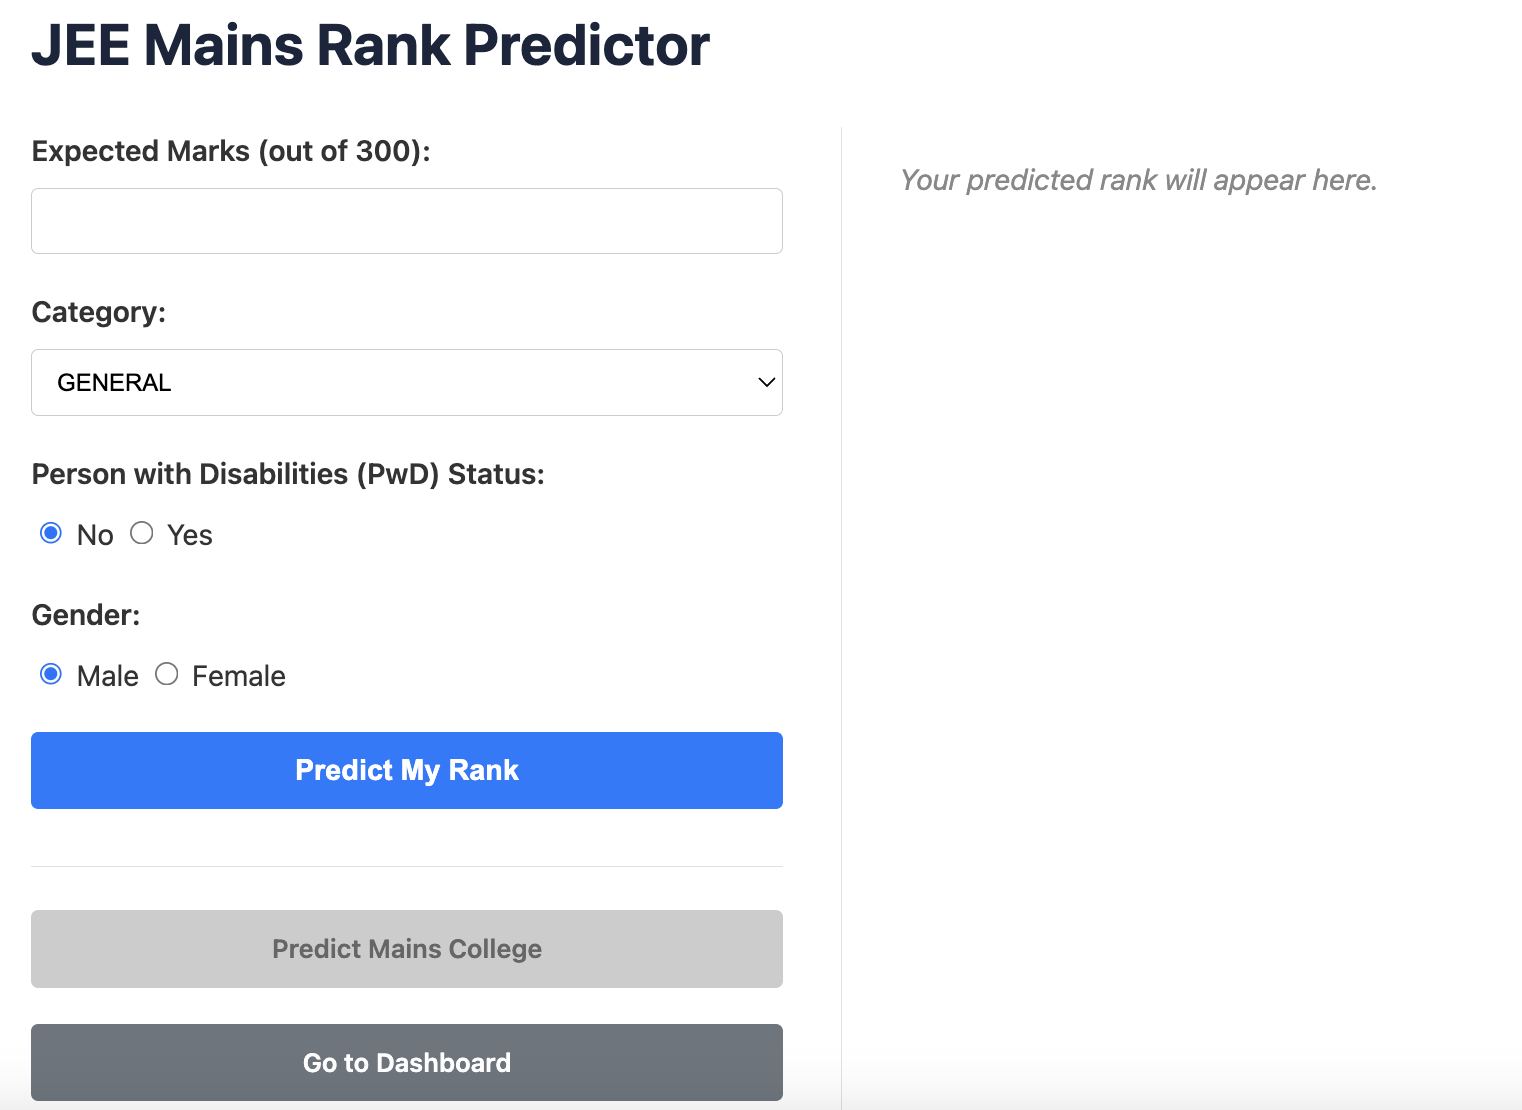 JEE Mains Rank Predictor
Expected Marks (out of 300):
Category:
GENERAL
Person with Disabilities (PwD) Status:
No Yes
Gender:
Male Female
Predict My Rank
Predict Mains College
Go to Dashboard
Your predicted rank will appear here.